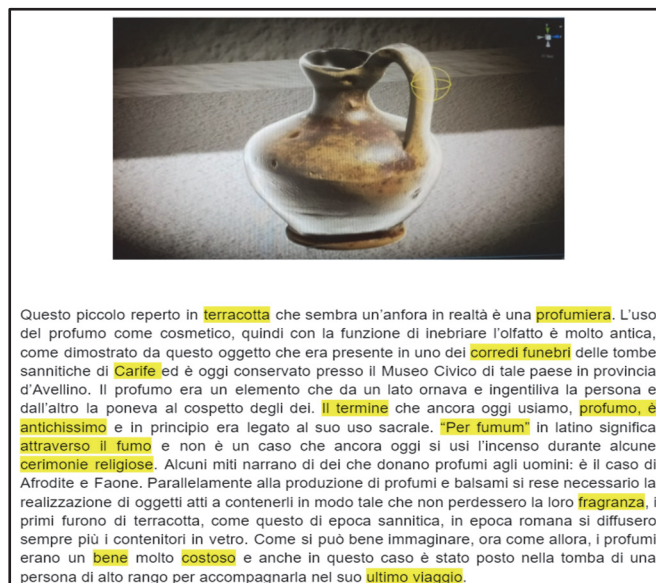 Questo piccolo reperto in terracotta che sembra un'anfora in realtà è una profumiera. L'uso
del profumo come cosmetico, quindi con la funzione di inebriare l'olfatto è molto antica,
come dimostrato da questo oggetto che era presente in uno dei corredi funebri delle tombe
sannitiche di Carife ed è oggi conservato presso il Museo Civico di tale paese in provincia
d'Avellino. Il profumo era un elemento che da un lato ornava e ingentiliva la persona e
dall'altro la poneva al cospetto degli dei. Il termine che ancora oggi usiamo, profumo, è
antichissimo e in principio era legato al suo uso sacrale. "Per fumum" in latino significa
attraverso il fumo e non è un caso che ancora oggi si usi l'incenso durante alcune
cerimonie religiose. Alcuni miti narrano di dei che donano profumi agli uomini: è il caso di
Afrodite e Faone. Parallelamente alla produzione di profumi e balsami si rese necessario la
realizzazione di oggetti atti a contenerli in modo tale che non perdessero la loro fragranza, i
primi furono di terracotta, come questo di epoca sannitica, in epoca romana si diffusero
sempre più i contenitori in vetro. Come si può bene immaginare, ora come allora, i profumi
erano un bene molto costoso e anche in questo caso è stato posto nella tomba di una
persona di alto rango per accompagnarla nel suo ultimo viaggio.